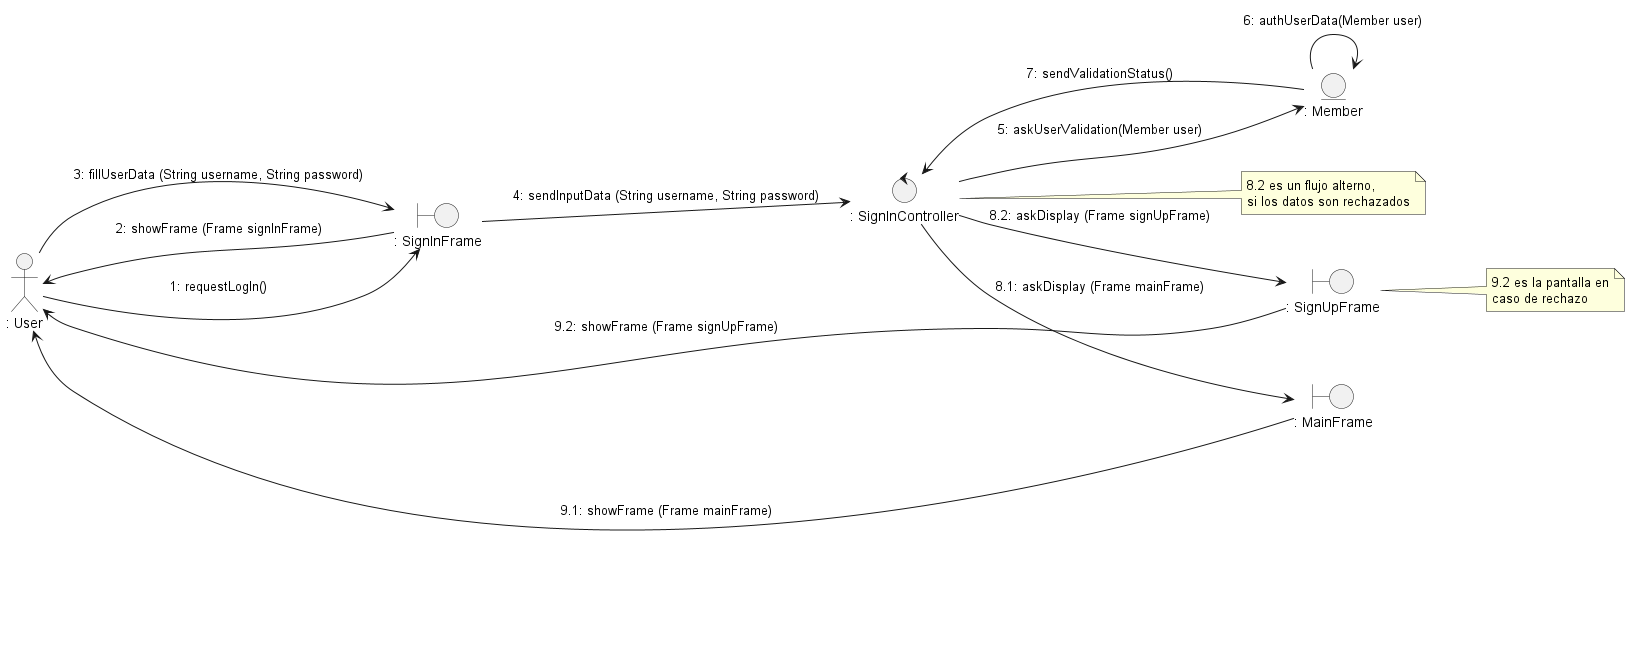 6: authUserData(Member user)
7: sendValidationStatus()
: Member
5: askUserValidation(Member user)
3: fillUserData (String username, String password)
4: sendInputData (String username, String password)
8.2 es un flujo alterno,
si los datos son rechazados
: SignInController
8.2: askDisplay (Frame signUpFrame)
2: showFrame (Frame signInFrame)
: SignInFrame
1: requestLogIn()
8.1: askDisplay (Frame mainFrame)
9.2 es la pantalla en
caso de rechazo
: SignUpFrame
: User
9.2: showFrame (Frame signUpFrame)
: MainFrame
9.1: showFrame (Frame mainFrame)